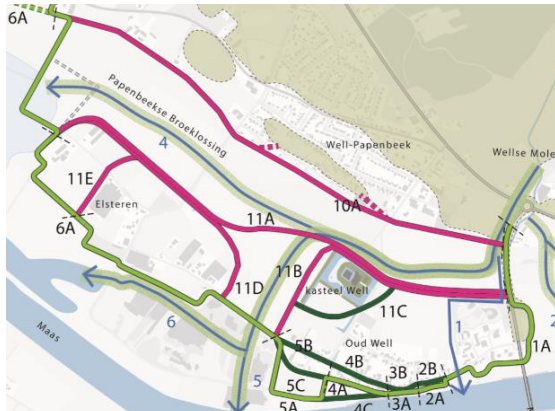 6A
Papenbeekse Broeklossing
4
Well-Papenbeek
Wellse Mole
11E
Elsteren
6A
11A
10A
11B
kasteel Well
11D
11C
2
Maas
6
5
1
Oud Well
5B
4B
3B
2B
1A
5C
4A
3A
2A
5A
4C